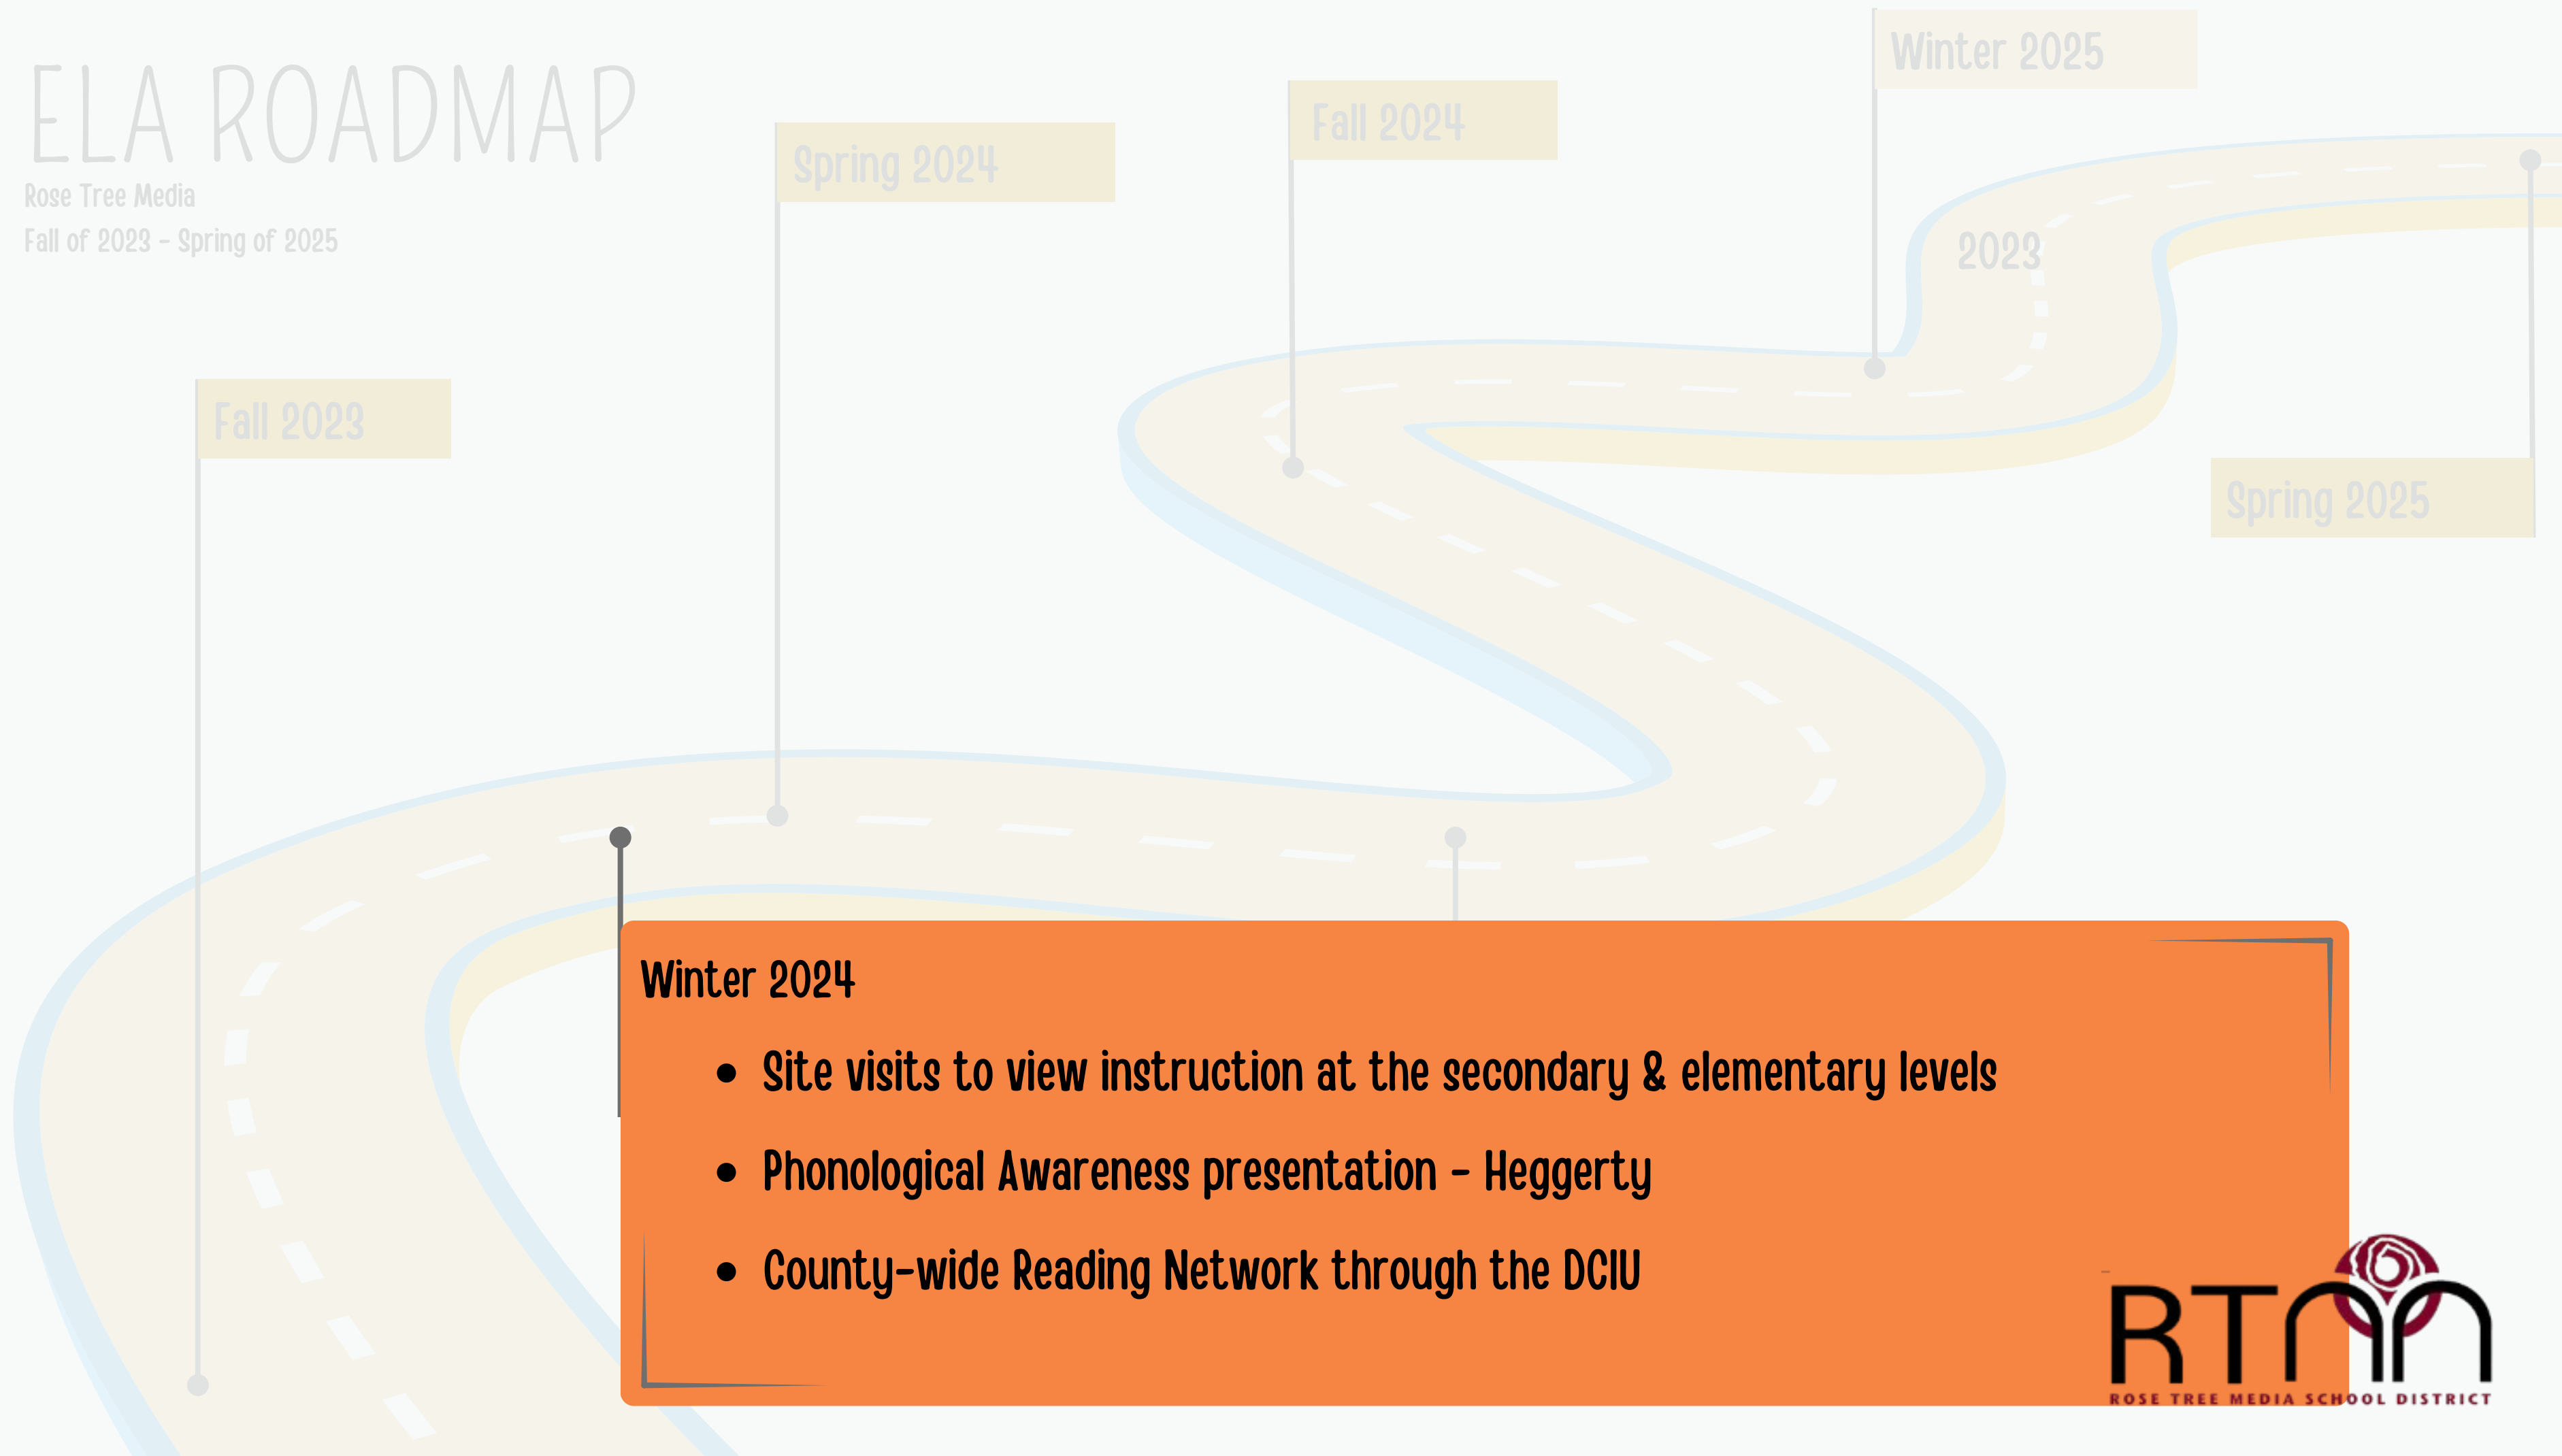 ELA ROADMAP
Rose Tree Media
Fall of 2023 - Spring of 2025
Fall 2023
Spring 2024
Fall 2024
Winter 2025
2023
Spring 2025
Winter 2024
• Site visits to view instruction at the secondary & elementary levels
• Phonological Awareness presentation - Heggerty
• County-wide Reading Network through the DCIU
RTM
ROSE TREE MEDIA SCHOOL DISTRICT